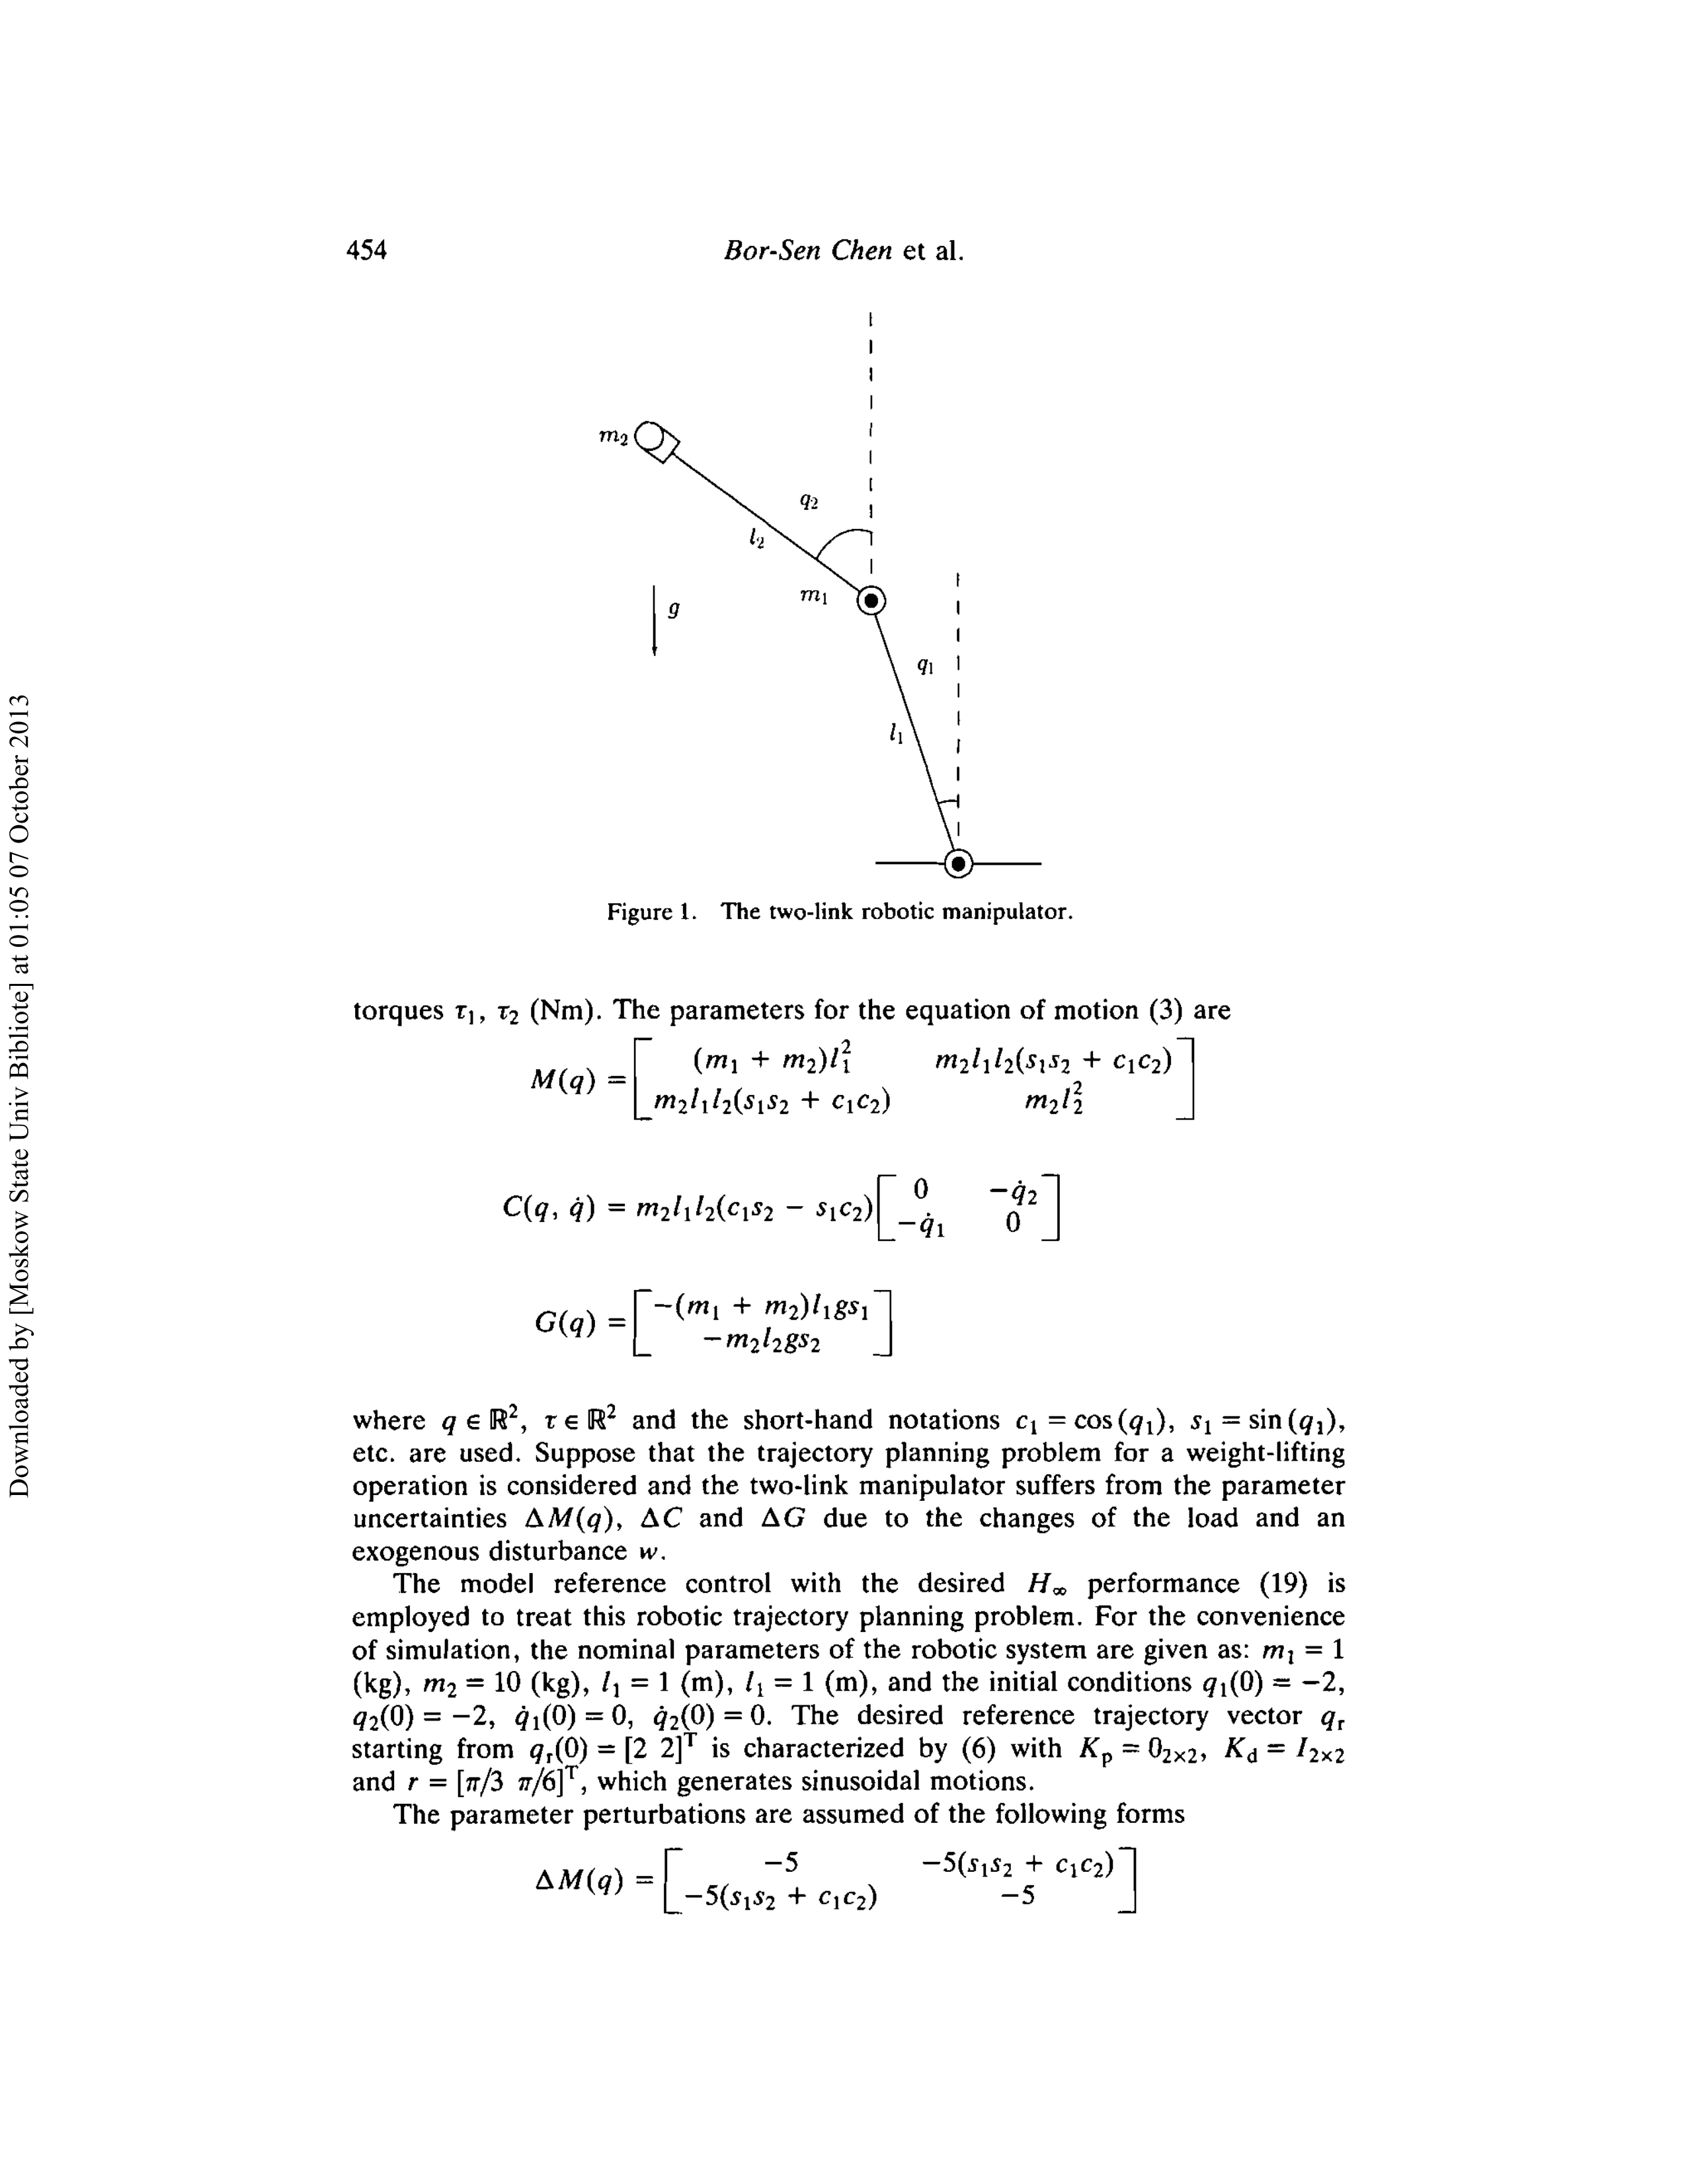 454
Bor-Sen Chen et al.
m₂
q₂
l₂
m₁
g
q₁
l₁
Figure 1. The two-link robotic manipulator.
torques τ₁, τ₂ (Nm). The parameters for the equation of motion (3) are
M(q) = [ (m₁ + m₂)l₁² m₂l₁l₂(s₁s₂ + c₁c₂)
m₂l₁l₂(s₁s₂ + c₁c₂) m₂l₂² ]
C(q, q̇) = m₂l₁l₂(c₁s₂ − s₁c₂) [ 0 −q̇₂
−q̇₁ 0 ]
G(q) = [ −(m₁ + m₂)l₁gs₁
−m₂l₂gs₂ ]
where q ∈ ℝ², τ ∈ ℝ² and the short-hand notations c₁ = cos(q₁), s₁ = sin(q₁),
etc. are used. Suppose that the trajectory planning problem for a weight-lifting
operation is considered and the two-link manipulator suffers from the parameter
uncertainties ΔM(q), ΔC and ΔG due to the changes of the load and an
exogenous disturbance w.
The model reference control with the desired H∞ performance (19) is
employed to treat this robotic trajectory planning problem. For the convenience
of simulation, the nominal parameters of the robotic system are given as: m₁ = 1
(kg), m₂ = 10 (kg), l₁ = 1 (m), l₁ = 1 (m), and the initial conditions q₁(0) = −2,
q₂(0) = −2, q̇₁(0) = 0, q̇₂(0) = 0. The desired reference trajectory vector qᵣ
starting from qᵣ(0) = [2 2]ᵀ is characterized by (6) with Kₚ = 0₂ₓ₂, K_d = I₂ₓ₂
and r = [π/3 π/6]ᵀ, which generates sinusoidal motions.
The parameter perturbations are assumed of the following forms
ΔM(q) = [ −5 −5(s₁s₂ + c₁c₂)
−5(s₁s₂ + c₁c₂) −5 ]
Downloaded by [Moskow State Univ Bibliote] at 01:05 07 October 2013